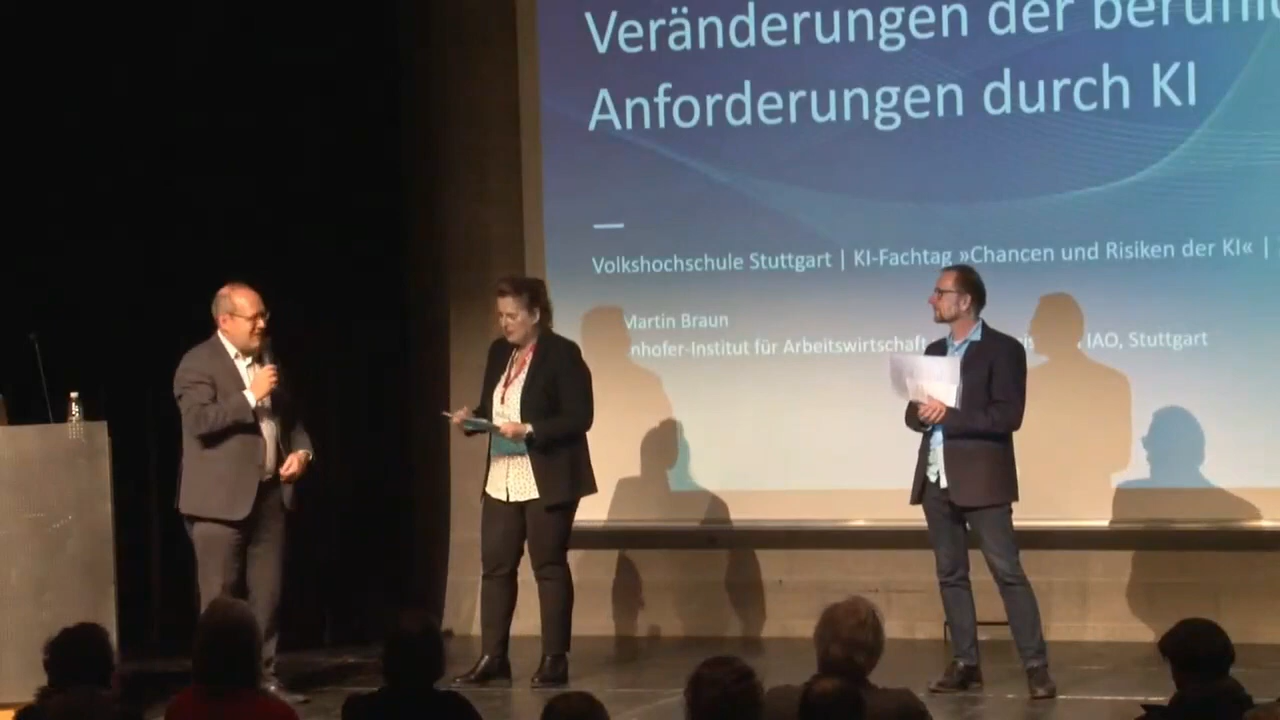 Veränderungen der
Anforderungen durch KI
Volkshochschule Stuttgart | KI-Fachtag »Chancen und Risiken der KI« |
Martin Braun
IAO, Stuttgart
nhofer-Institut für Arbeitswirtschaft